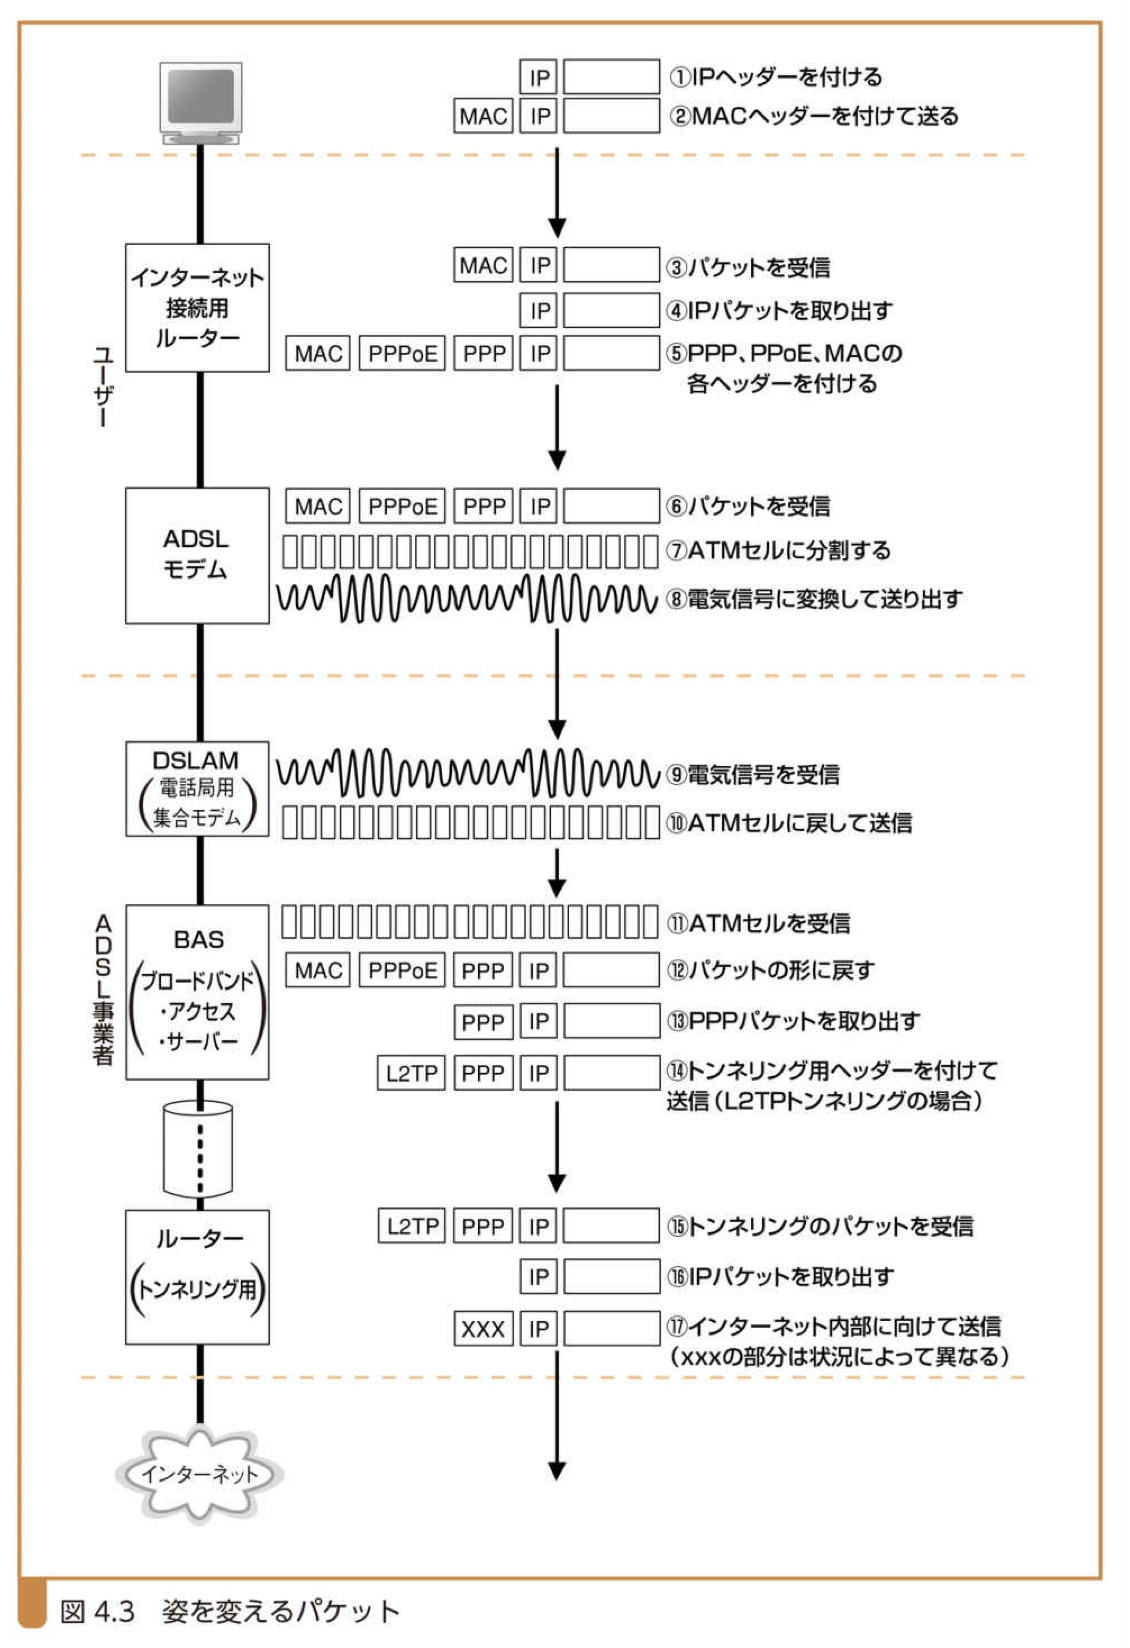 IP
①IPヘッダーを付ける
MAC IP
②MACヘッダーを付けて送る
ユーザー
インターネット
接続用
ルーター
MAC IP
③パケットを受信
IP
④IPパケットを取り出す
MAC PPPoE PPP IP
⑤PPP、PPoE、MACの
各ヘッダーを付ける
ADSL
モデム
MAC PPPoE PPP IP
⑥パケットを受信
⑦ATMセルに分割する
⑧電気信号に変換して送り出す
ADSL事業者
DSLAM
(電話局用
集合モデム)
⑨電気信号を受信
⑩ATMセルに戻して送信
BAS
(ブロードバンド
・アクセス
・サーバー)
⑪ATMセルを受信
MAC PPPoE PPP IP
⑫パケットの形に戻す
PPP IP
⑬PPPパケットを取り出す
L2TP PPP IP
⑭トンネリング用ヘッダーを付けて
送信(L2TPトンネリングの場合)
ルーター
(トンネリング用)
L2TP PPP IP
⑮トンネリングのパケットを受信
IP
⑯IPパケットを取り出す
XXX IP
⑰インターネット内部に向けて送信
(xxxの部分は状況によって異なる)
インターネット
図 4.3 姿を変えるパケット